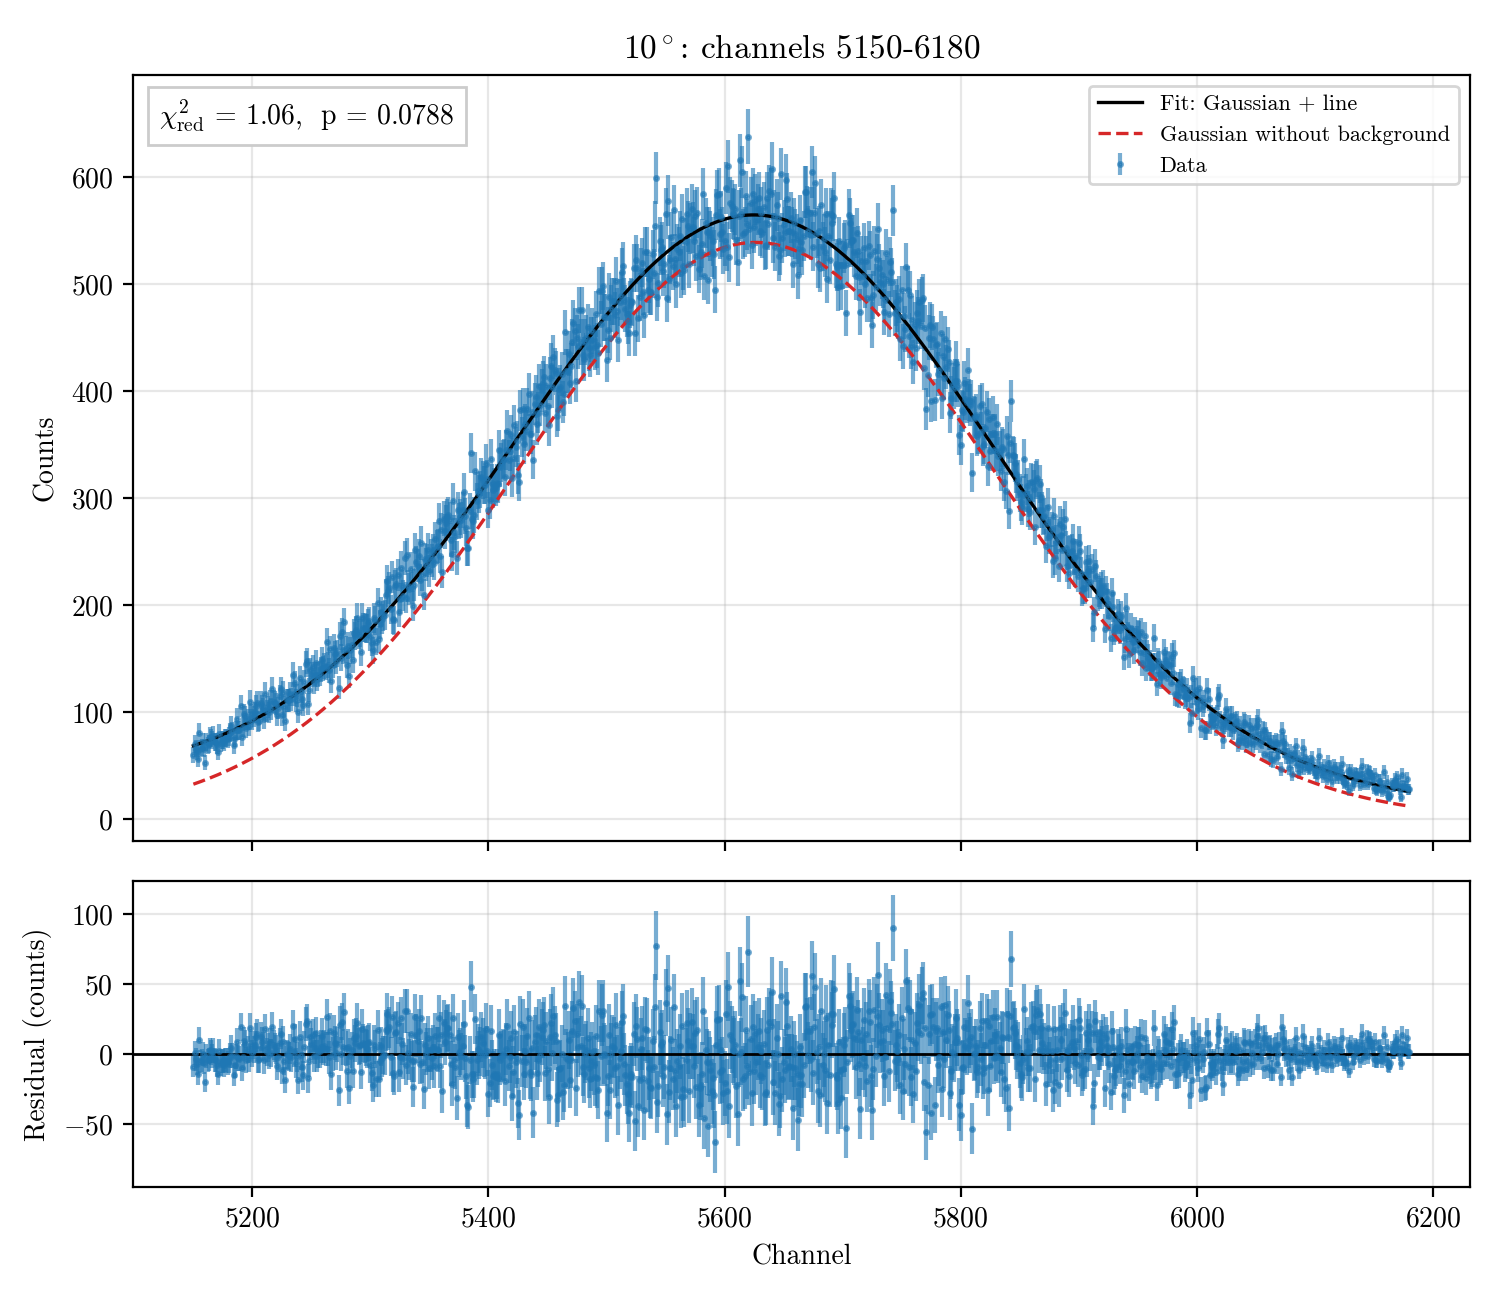 10°: channels 5150-6180
χ²red = 1.06, p = 0.0788
Fit: Gaussian + line
Gaussian without background
Data
600
500
400
300
200
100
0
Counts
100
50
0
−50
Residual (counts)
5200 5400 5600 5800 6000 6200
Channel